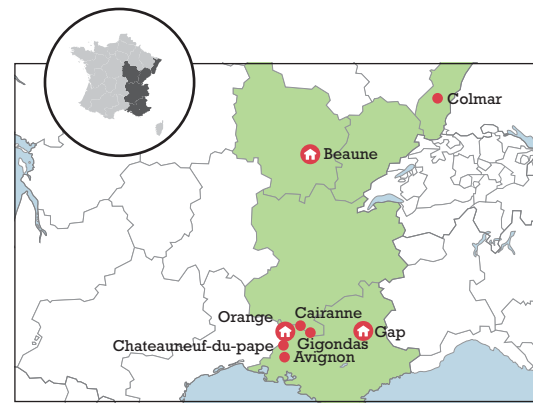 Colmar
Beaune
Cairanne
Orange
Gap
Gigondas
Chateauneuf-du-pape
Avignon